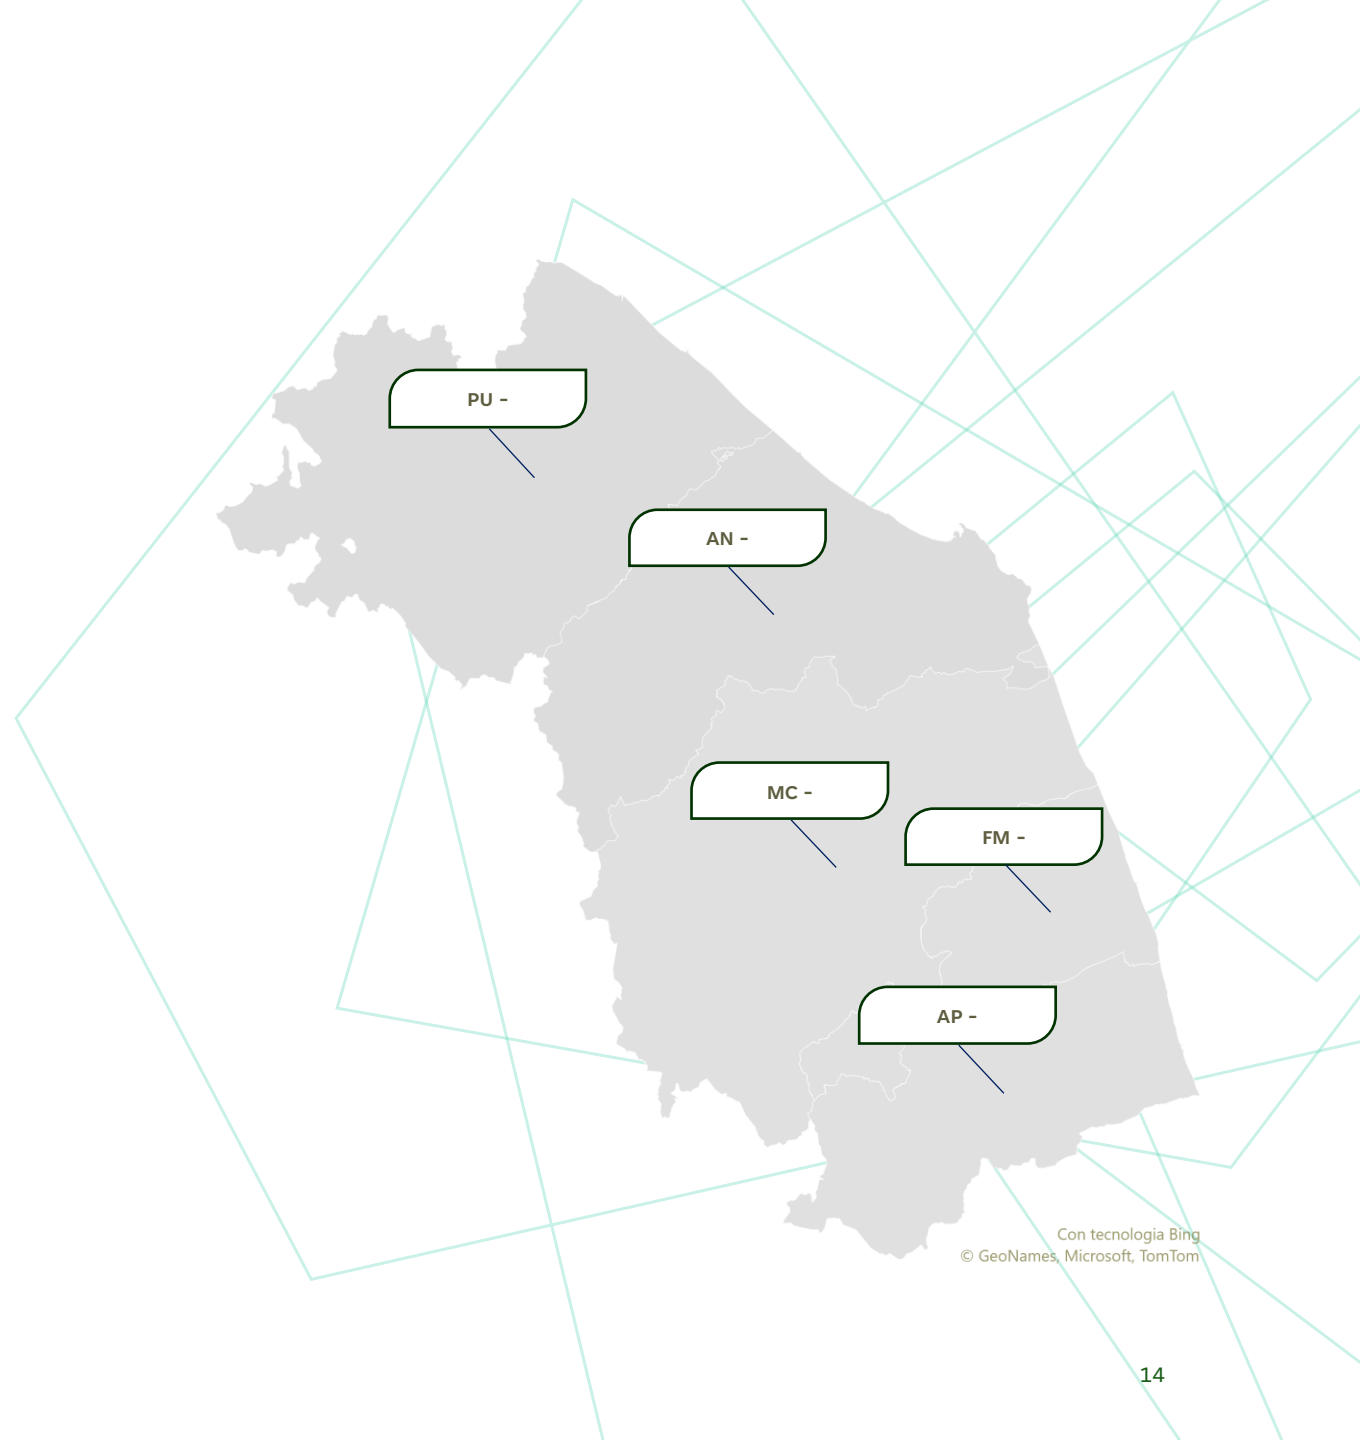 PU -
AN -
MC -
FM -
AP -
Con tecnologia Bing
© GeoNames, Microsoft, TomTom
14